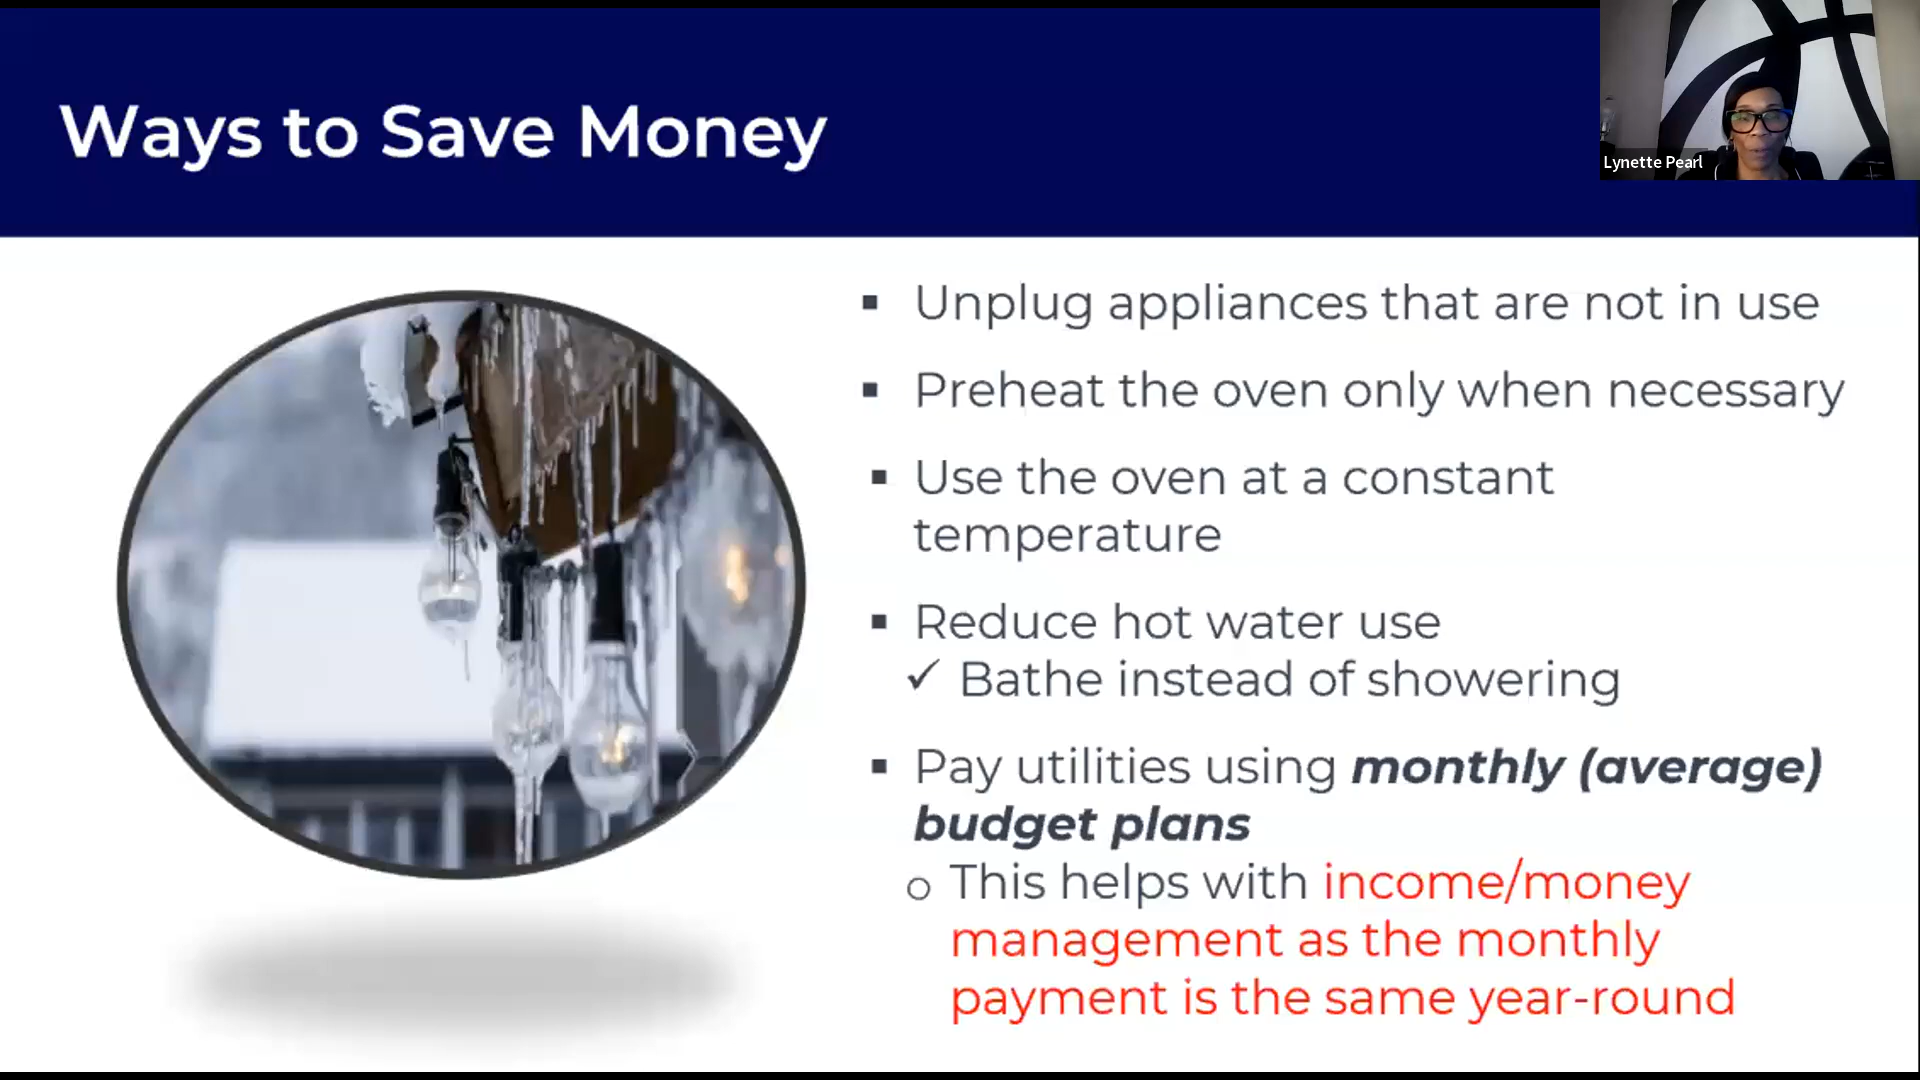 Ways to Save Money
Lynette Pearl
▪ Unplug appliances that are not in use
▪ Preheat the oven only when necessary
▪ Use the oven at a constant
temperature
▪ Reduce hot water use
✓ Bathe instead of showering
▪ Pay utilities using monthly (average)
budget plans
o This helps with income/money
management as the monthly
payment is the same year-round